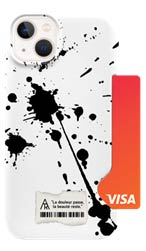 "La douleur passe,
la beauté reste."
VISA